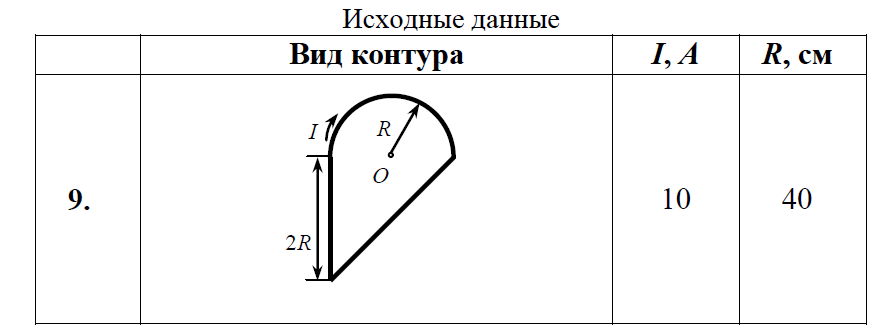 Исходные данные
Вид контура I, А R, см
I R
O
9. 10 40
2R